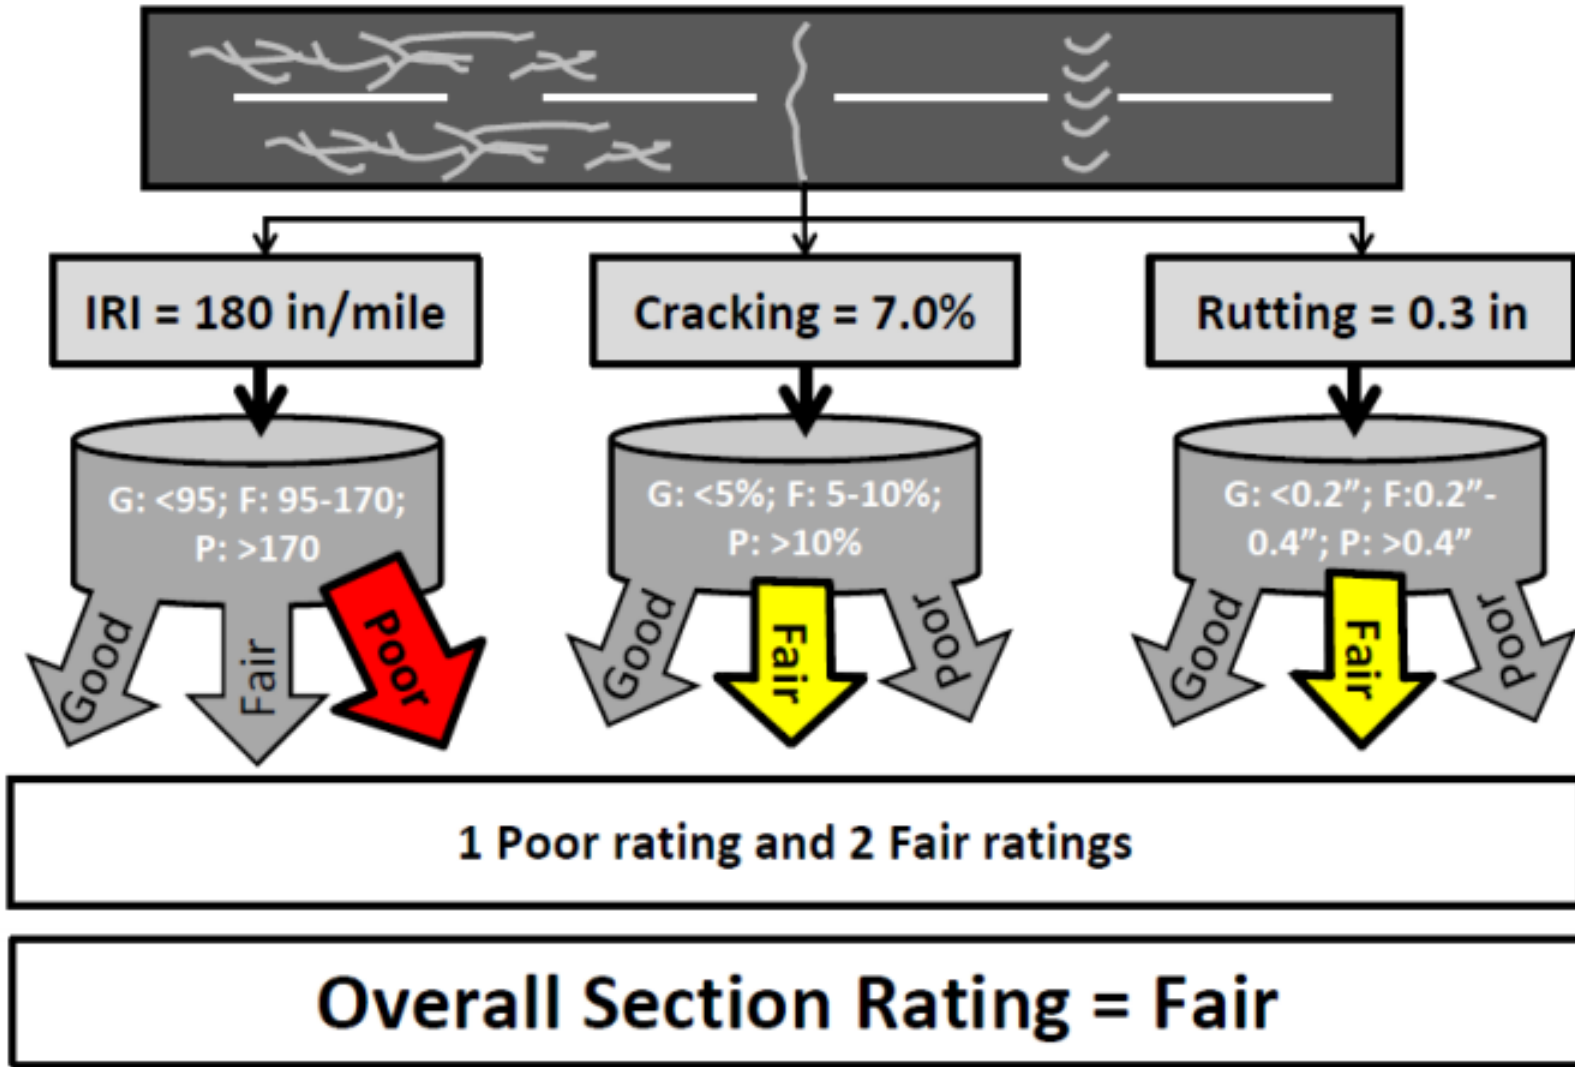 IRI = 180 in/mile
Cracking = 7.0%
Rutting = 0.3 in
G: <95; F: 95-170;
P: >170
G: <5%; F: 5-10%;
P: >10%
G: <0.2”; F:0.2”-
0.4”; P: >0.4”
Good
Fair
Poor
Good
Fair
Poor
Good
Fair
Poor
1 Poor rating and 2 Fair ratings
Overall Section Rating = Fair